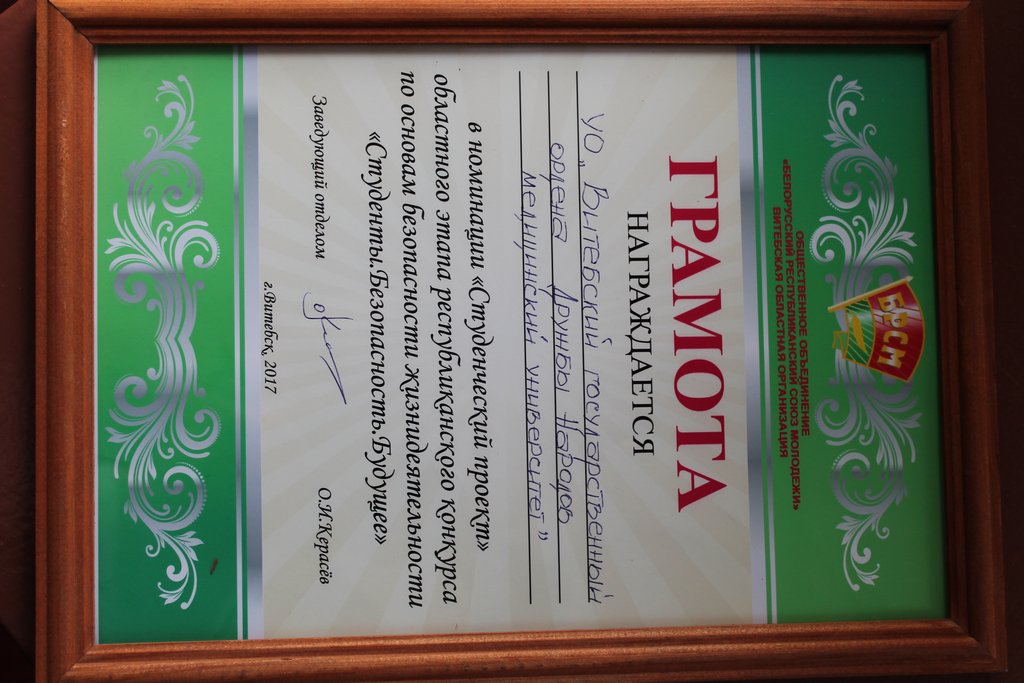 БРСМ
ОБЩЕСТВЕННОЕ ОБЪЕДИНЕНИЕ
«БЕЛОРУССКИЙ РЕСПУБЛИКАНСКИЙ СОЮЗ МОЛОДЕЖИ»
ВИТЕБСКАЯ ОБЛАСТНАЯ ОРГАНИЗАЦИЯ
ГРАМОТА
НАГРАЖДАЕТСЯ
УО „Витебский государственный
ордена Дружбы Народов
медицинский университет"
в номинации «Студенческий проект»
областного этапа республиканского конкурса
по основам безопасности жизнидеятельности
«Студенты.Безопасность.Будущее»
Заведующий отделом О.И.Керасёв
г.Витебск, 2017